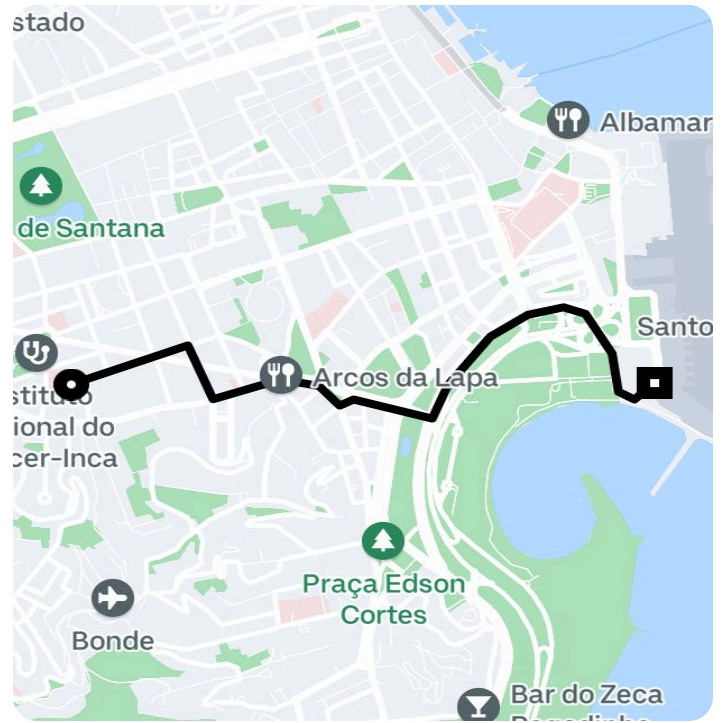 stado
Albamar
de Santana
Santo
Arcos da Lapa
stituto
ional do
cer-Inca
Praça Edson
Cortes
Bonde
Bar do Zeca
Pagodinho